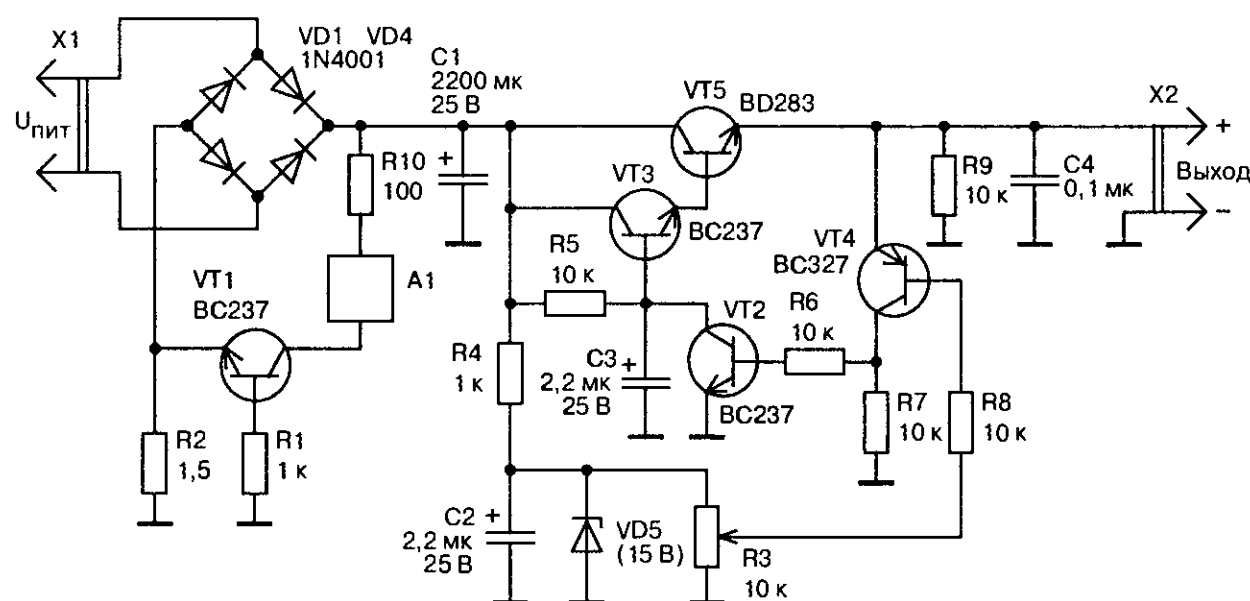 X1
Uпит
VD1 VD4
1N4001
C1
2200 мк
25 В
+
R10
100
A1
VT1
BC237
R2
1,5
R1
1 к
VT5
BD283
VT3
BC237
R5
10 к
R4
1 к
C3
+
2,2 мк
25 В
VT2
BC237
R6
10 к
VT4
BC327
R7
10 к
R8
10 к
R9
10 к
C4
0,1 мк
X2
+
Выход
–
C2
+
2,2 мк
25 В
VD5
(15 В)
R3
10 к